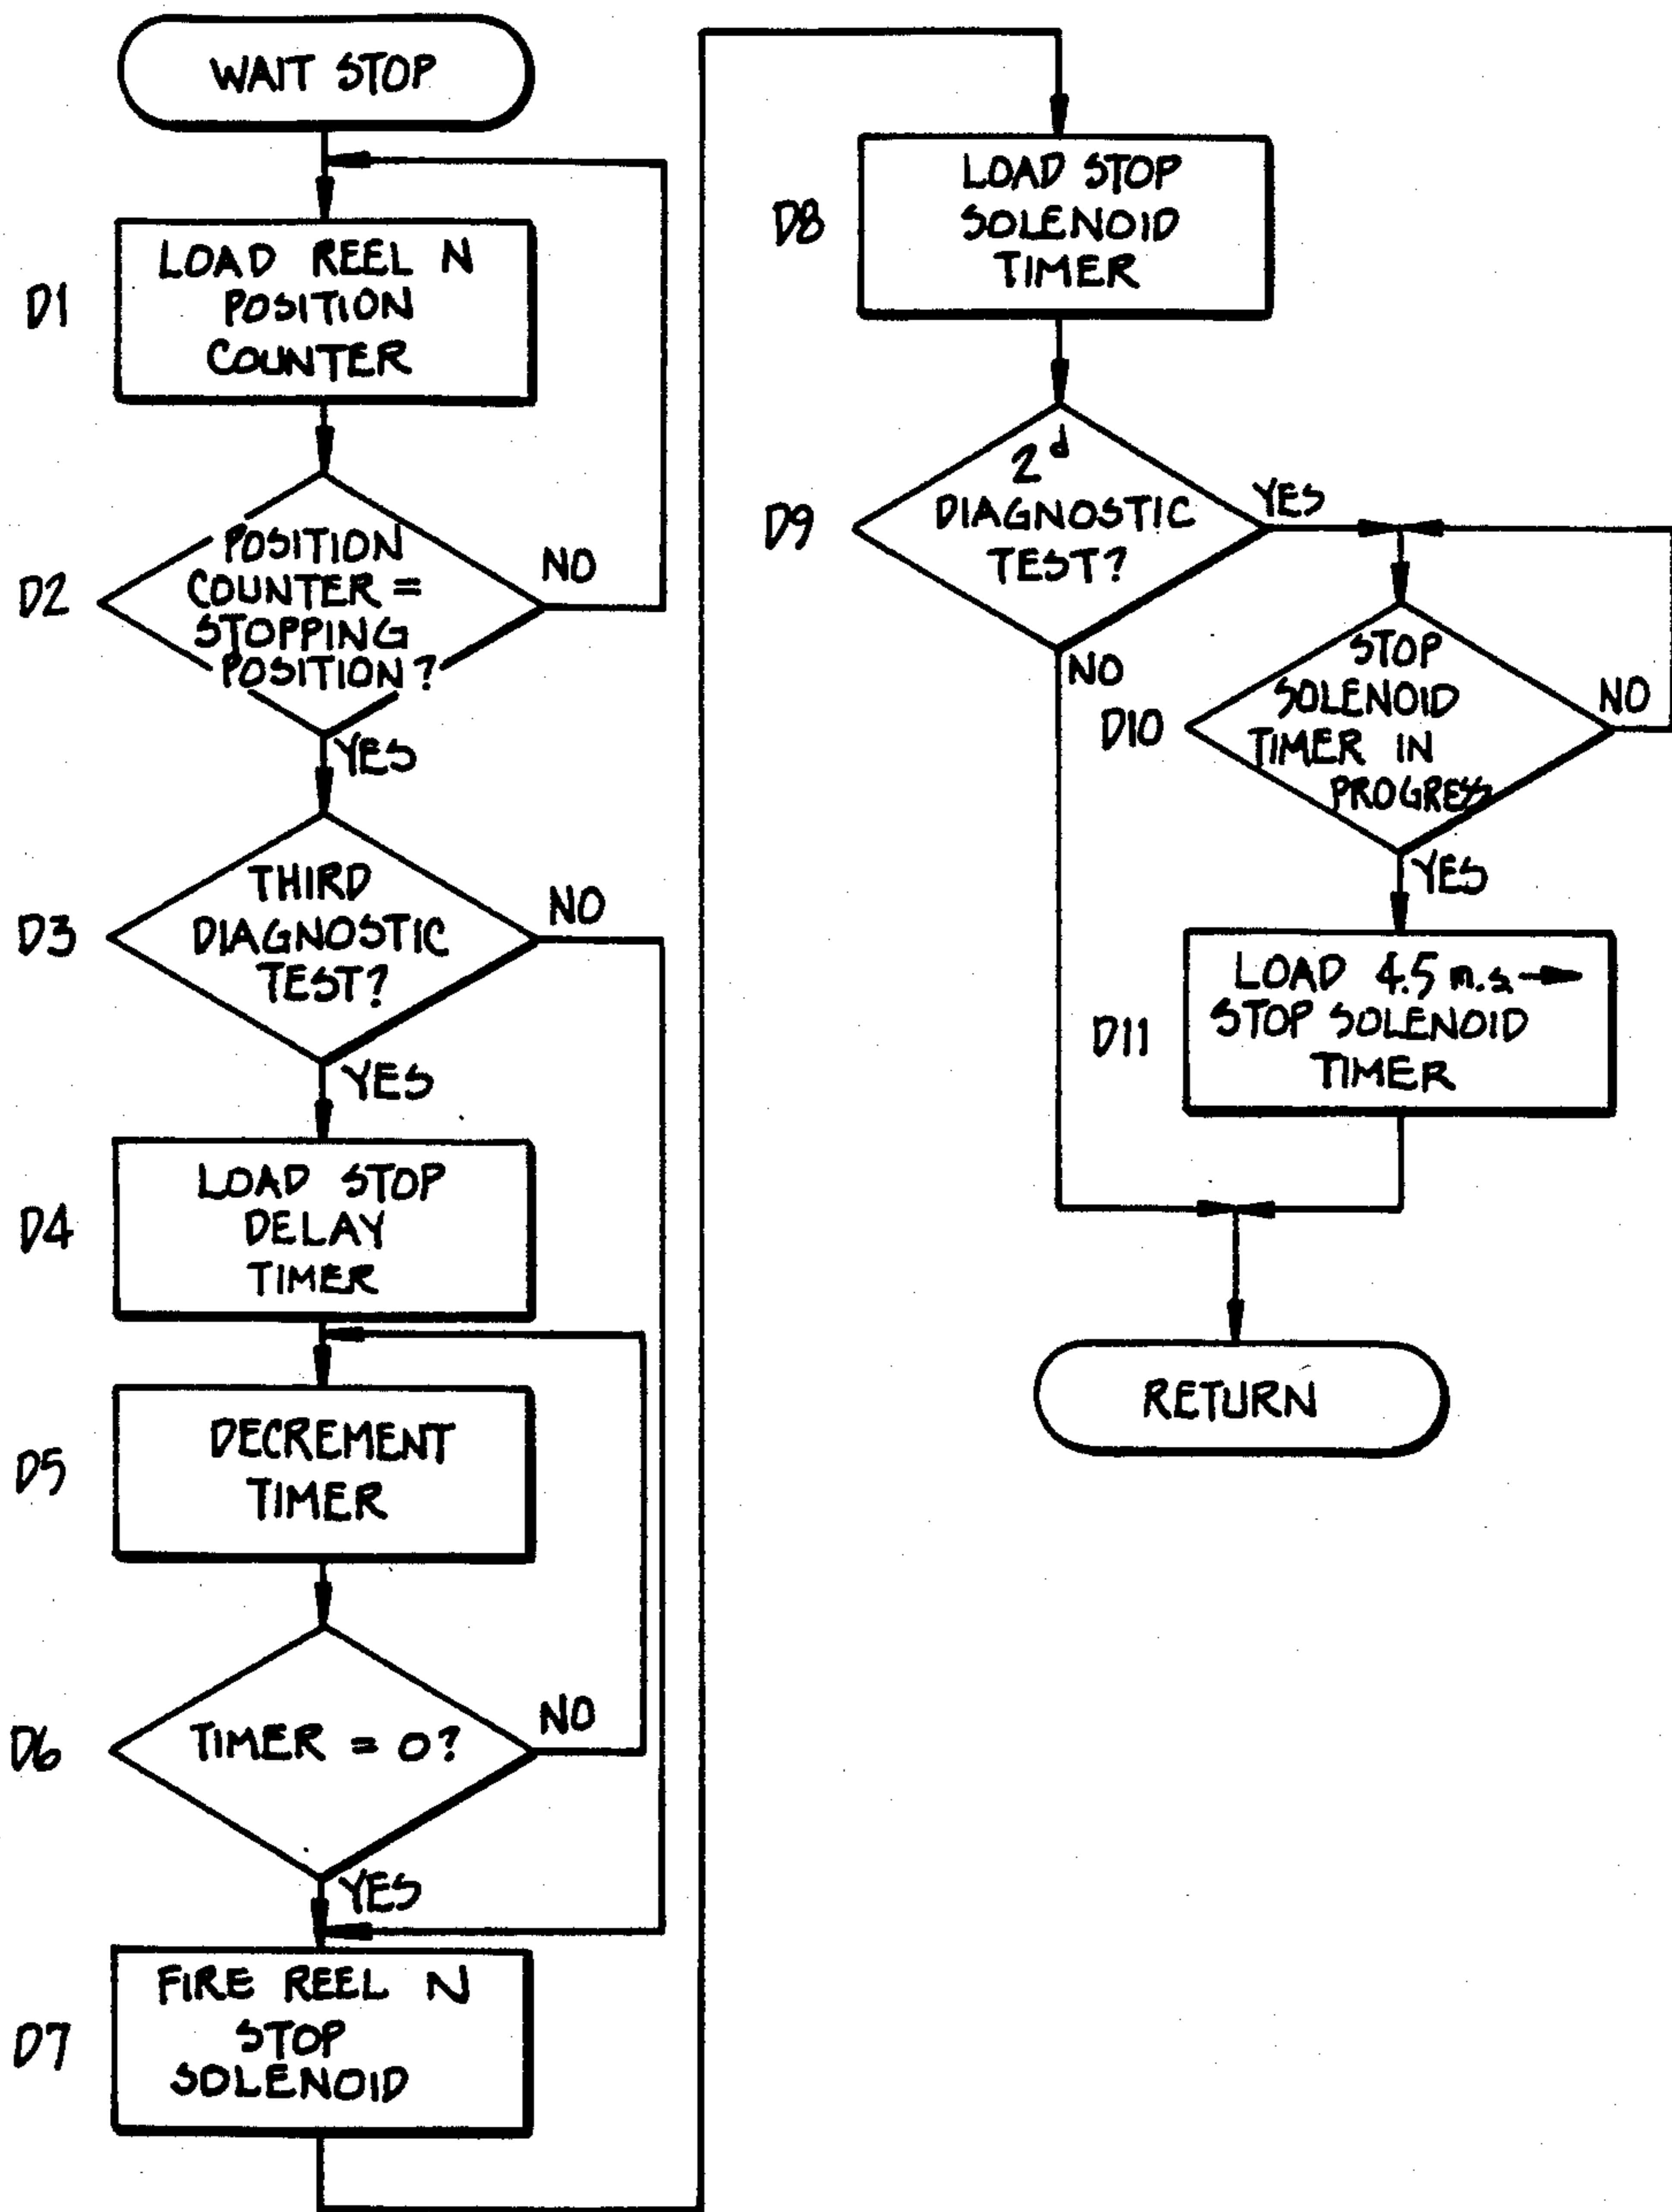 WAIT STOP
D1
LOAD REEL N
POSITION
COUNTER
D2
POSITION
COUNTER =
STOPPING
POSITION?
NO
YES
D3
THIRD
DIAGNOSTIC
TEST?
NO
YES
D4
LOAD STOP
DELAY
TIMER
D5
DECREMENT
TIMER
D6
TIMER = 0?
NO
YES
D7
FIRE REEL N
STOP
SOLENOID
D8
LOAD STOP
SOLENOID
TIMER
D9
2d
DIAGNOSTIC
TEST?
YES
NO
D10
STOP
SOLENOID
TIMER IN
PROGRESS
NO
YES
D11
LOAD 4.5 m.s→
STOP SOLENOID
TIMER
RETURN